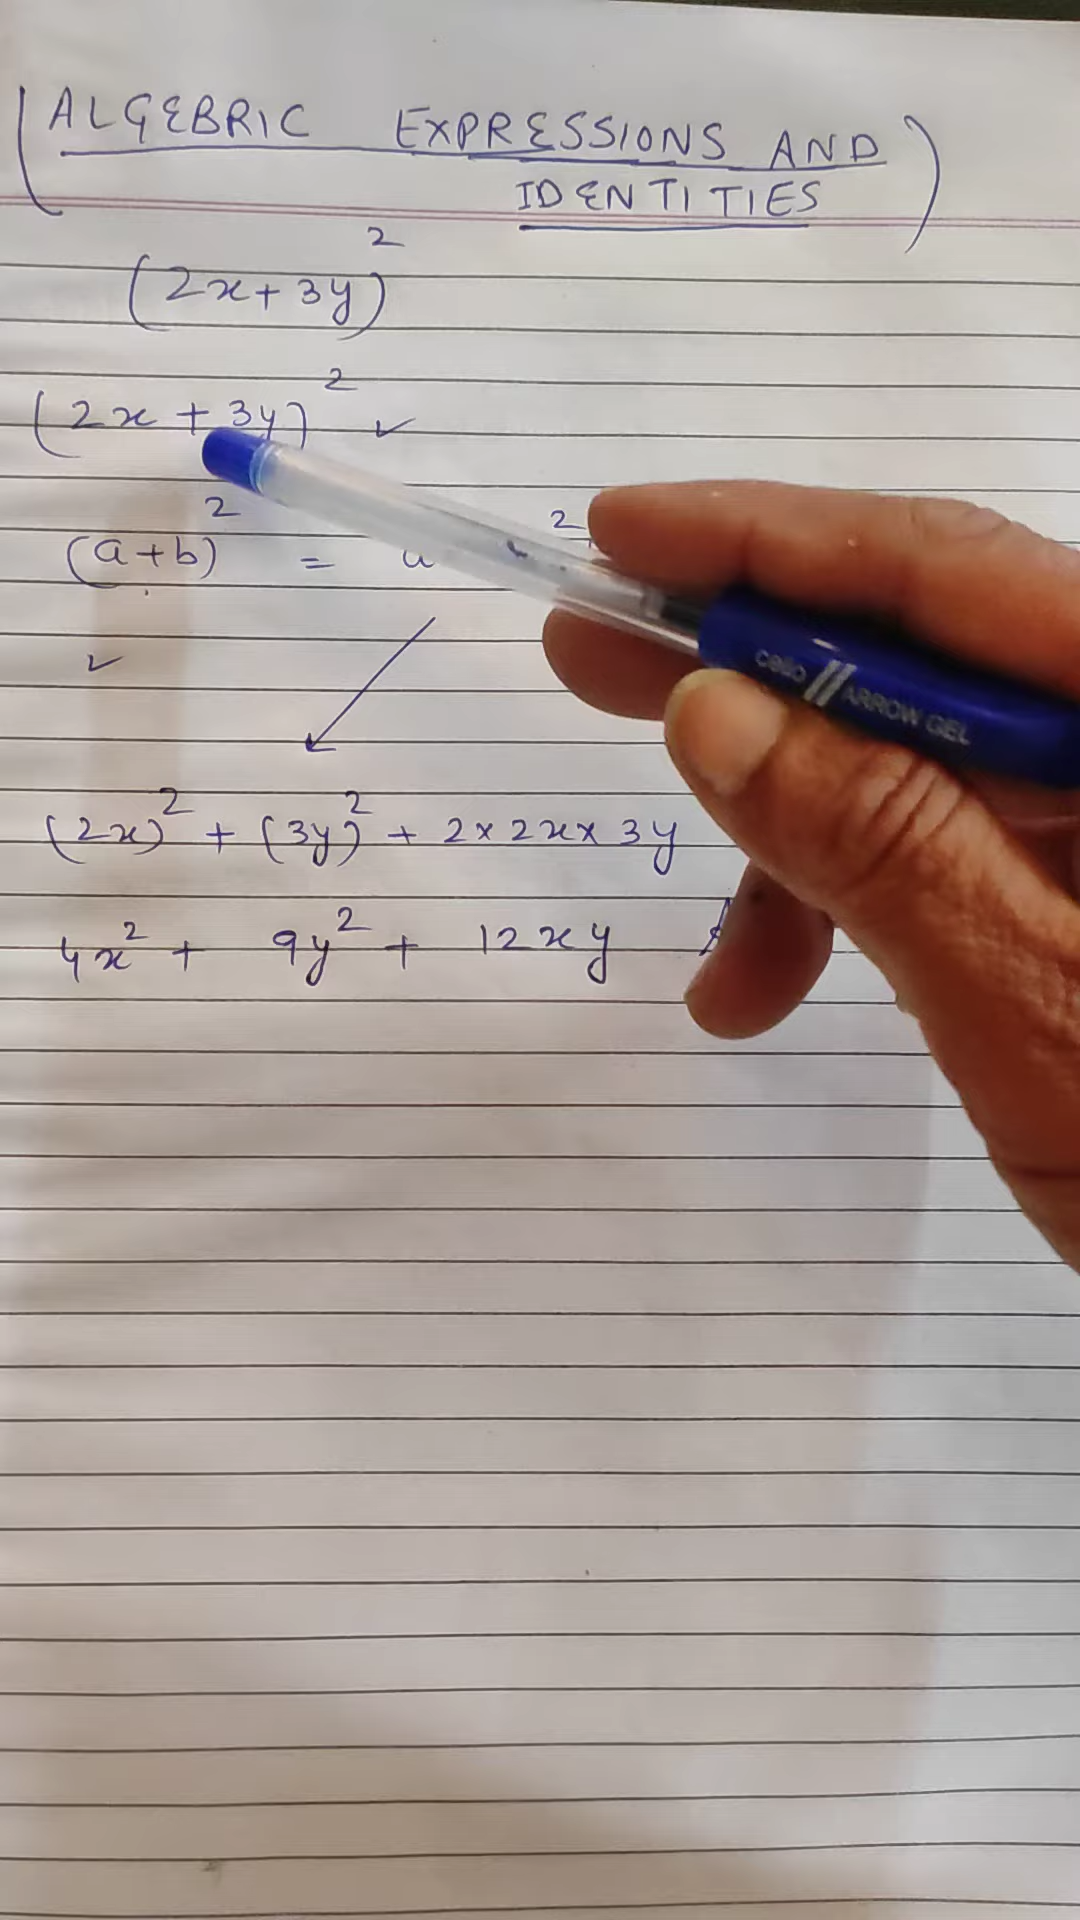 (ALGEBRIC EXPRESSIONS AND
IDENTITIES)
(2x+3y)²
(2x+3y)² ✓
(a+b)² = a 2
✓
(2x)² + (3y)² + 2×2x×3y
4x² + 9y² + 12xy
cello ARROW GEL